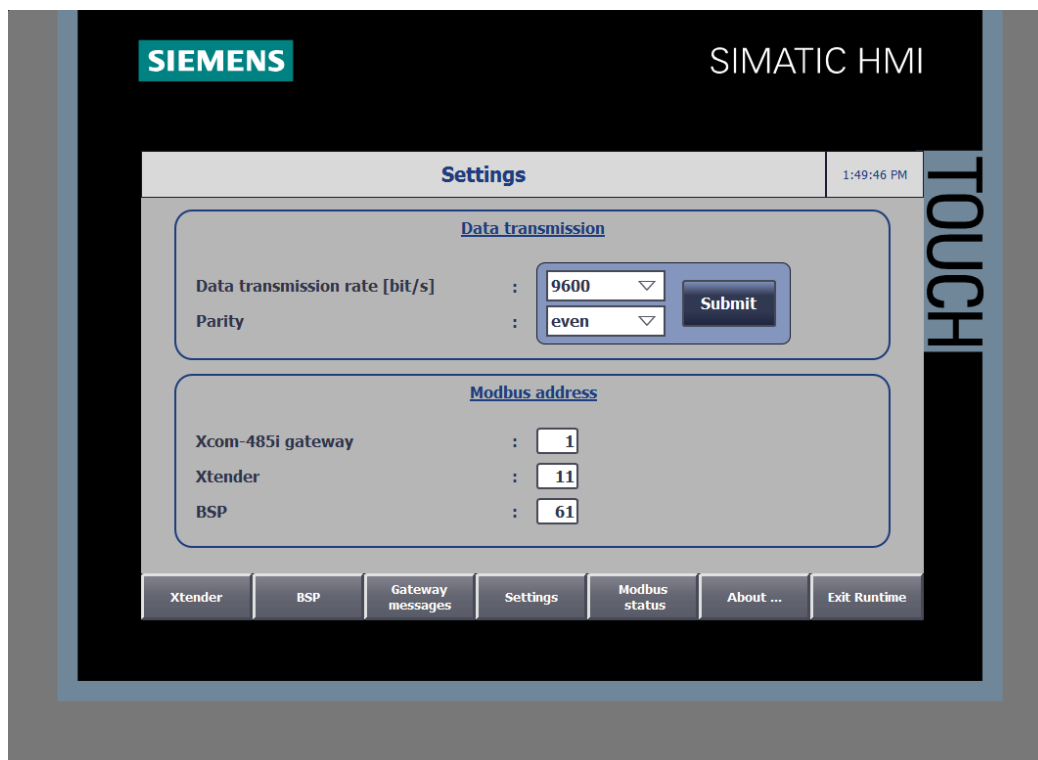 SIEMENS SIMATIC HMI
TOUCH
Settings 1:49:46 PM
Data transmission
Data transmission rate [bit/s] : 9600
Submit
Parity : even
Modbus address
Xcom-485i gateway : 1
Xtender : 11
BSP : 61
Xtender BSP Gateway messages Settings Modbus status About ... Exit Runtime